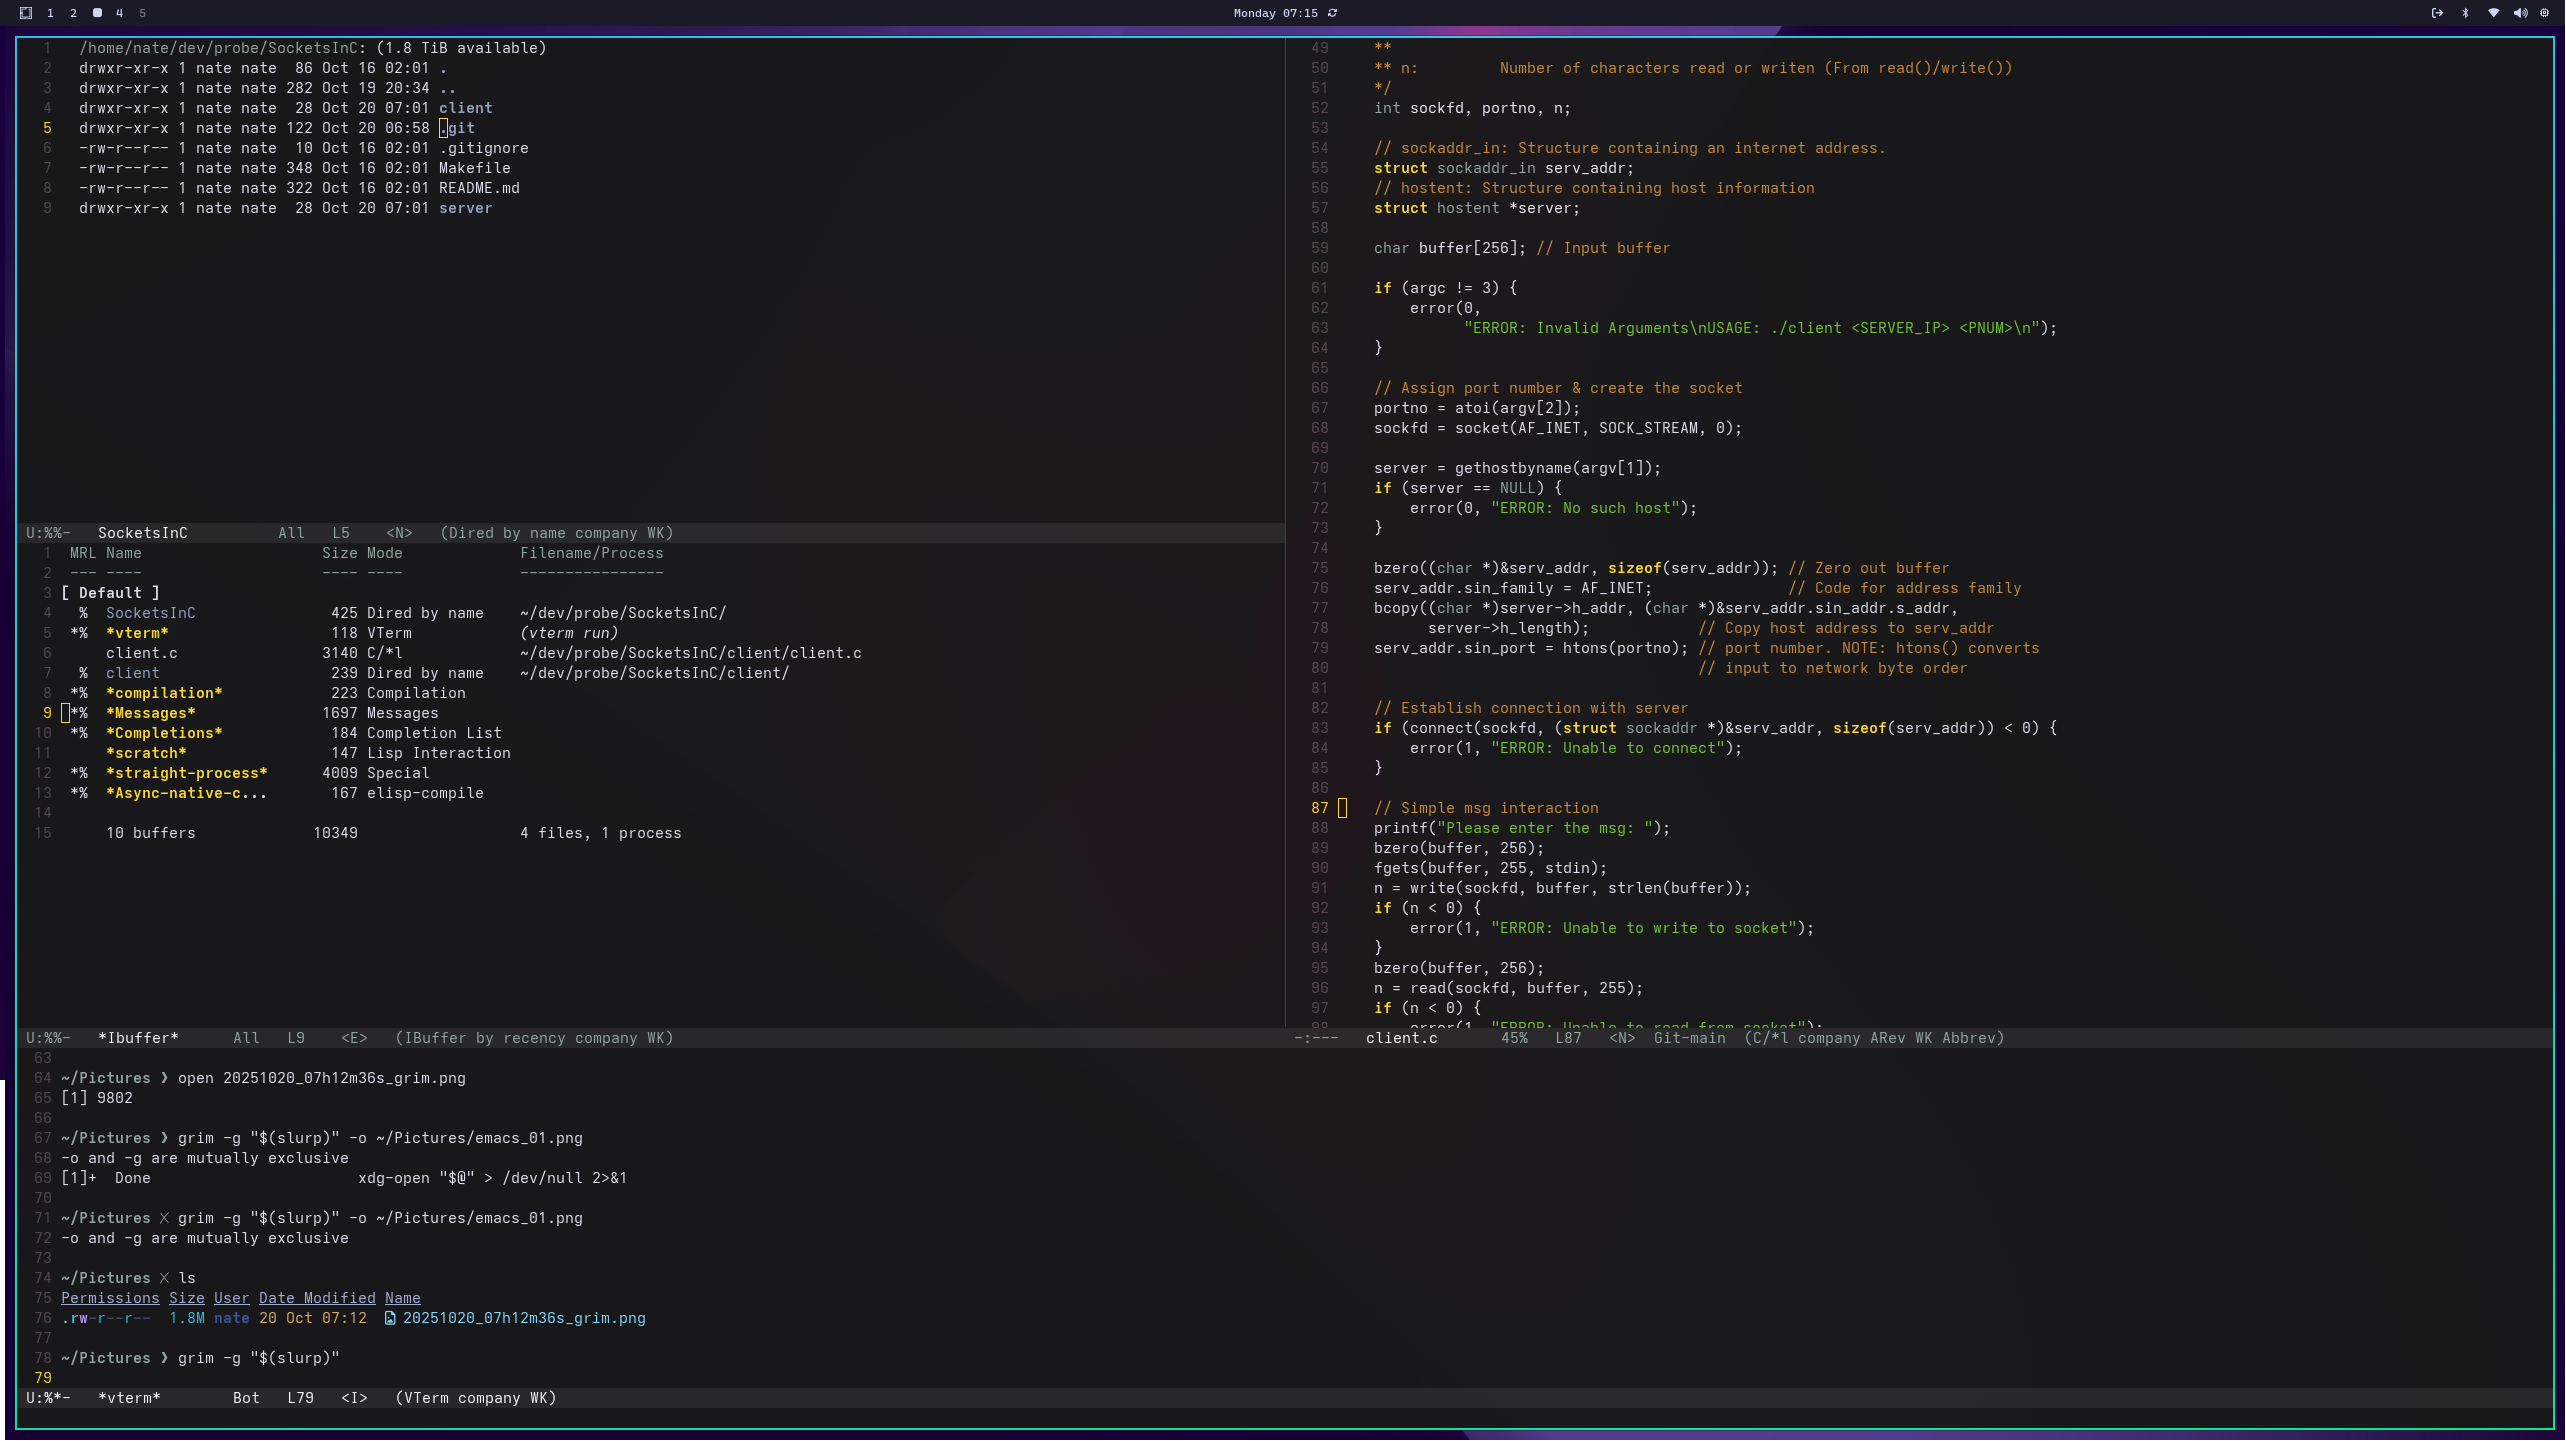 1 2 4 5 Monday 07:15
1 /home/nate/dev/probe/SocketsInC: (1.8 TiB available)
2 drwxr-xr-x 1 nate nate  86 Oct 16 02:01 .
3 drwxr-xr-x 1 nate nate 282 Oct 19 20:34 ..
4 drwxr-xr-x 1 nate nate  28 Oct 20 07:01 client
5 drwxr-xr-x 1 nate nate 122 Oct 20 06:58 .git
6 -rw-r--r-- 1 nate nate  10 Oct 16 02:01 .gitignore
7 -rw-r--r-- 1 nate nate 348 Oct 16 02:01 Makefile
8 -rw-r--r-- 1 nate nate 322 Oct 16 02:01 README.md
9 drwxr-xr-x 1 nate nate  28 Oct 20 07:01 server
U:%%-   SocketsInC          All   L5    <N>   (Dired by name company WK)
1 MRL Name                    Size Mode             Filename/Process
2 --- ----                    ---- ----             ----------------
3 [ Default ]
4  %  SocketsInC               425 Dired by name    ~/dev/probe/SocketsInC/
5 *%  *vterm*                  118 VTerm            (vterm run)
6     client.c                3140 C/*l             ~/dev/probe/SocketsInC/client/client.c
7  %  client                   239 Dired by name    ~/dev/probe/SocketsInC/client/
8 *%  *compilation*            223 Compilation
9 *%  *Messages*              1697 Messages
10 *%  *Completions*            184 Completion List
11     *scratch*                147 Lisp Interaction
12 *%  *straight-process*      4009 Special
13 *%  *Async-native-c...       167 elisp-compile
14
15     10 buffers             10349                  4 files, 1 process
U:%%-   *Ibuffer*      All   L9    <E>   (IBuffer by recency company WK)
49     **
50     ** n:         Number of characters read or writen (From read()/write())
51     */
52     int sockfd, portno, n;
53
54     // sockaddr_in: Structure containing an internet address.
55     struct sockaddr_in serv_addr;
56     // hostent: Structure containing host information
57     struct hostent *server;
58
59     char buffer[256]; // Input buffer
60
61     if (argc != 3) {
62         error(0,
63               "ERROR: Invalid Arguments\nUSAGE: ./client <SERVER_IP> <PNUM>\n");
64     }
65
66     // Assign port number & create the socket
67     portno = atoi(argv[2]);
68     sockfd = socket(AF_INET, SOCK_STREAM, 0);
69
70     server = gethostbyname(argv[1]);
71     if (server == NULL) {
72         error(0, "ERROR: No such host");
73     }
74
75     bzero((char *)&serv_addr, sizeof(serv_addr)); // Zero out buffer
76     serv_addr.sin_family = AF_INET;               // Code for address family
77     bcopy((char *)server->h_addr, (char *)&serv_addr.sin_addr.s_addr,
78           server->h_length);            // Copy host address to serv_addr
79     serv_addr.sin_port = htons(portno); // port number. NOTE: htons() converts
80                                         // input to network byte order
81
82     // Establish connection with server
83     if (connect(sockfd, (struct sockaddr *)&serv_addr, sizeof(serv_addr)) < 0) {
84         error(1, "ERROR: Unable to connect");
85     }
86
87     // Simple msg interaction
88     printf("Please enter the msg: ");
89     bzero(buffer, 256);
90     fgets(buffer, 255, stdin);
91     n = write(sockfd, buffer, strlen(buffer));
92     if (n < 0) {
93         error(1, "ERROR: Unable to write to socket");
94     }
95     bzero(buffer, 256);
96     n = read(sockfd, buffer, 255);
97     if (n < 0) {
98         error(1, "ERROR: Unable to read from socket");
-:---   client.c       45%   L87   <N>  Git-main  (C/*l company ARev WK Abbrev)
63
64 ~/Pictures ❯ open 20251020_07h12m36s_grim.png
65 [1] 9802
66
67 ~/Pictures ❯ grim -g "$(slurp)" -o ~/Pictures/emacs_01.png
68 -o and -g are mutually exclusive
69 [1]+  Done                       xdg-open "$@" > /dev/null 2>&1
70
71 ~/Pictures ✗ grim -g "$(slurp)" -o ~/Pictures/emacs_01.png
72 -o and -g are mutually exclusive
73
74 ~/Pictures ✗ ls
75 Permissions Size User Date Modified Name
76 .rw-r--r--  1.8M nate 20 Oct 07:12  20251020_07h12m36s_grim.png
77
78 ~/Pictures ❯ grim -g "$(slurp)"
79
U:%*-   *vterm*        Bot   L79   <I>   (VTerm company WK)